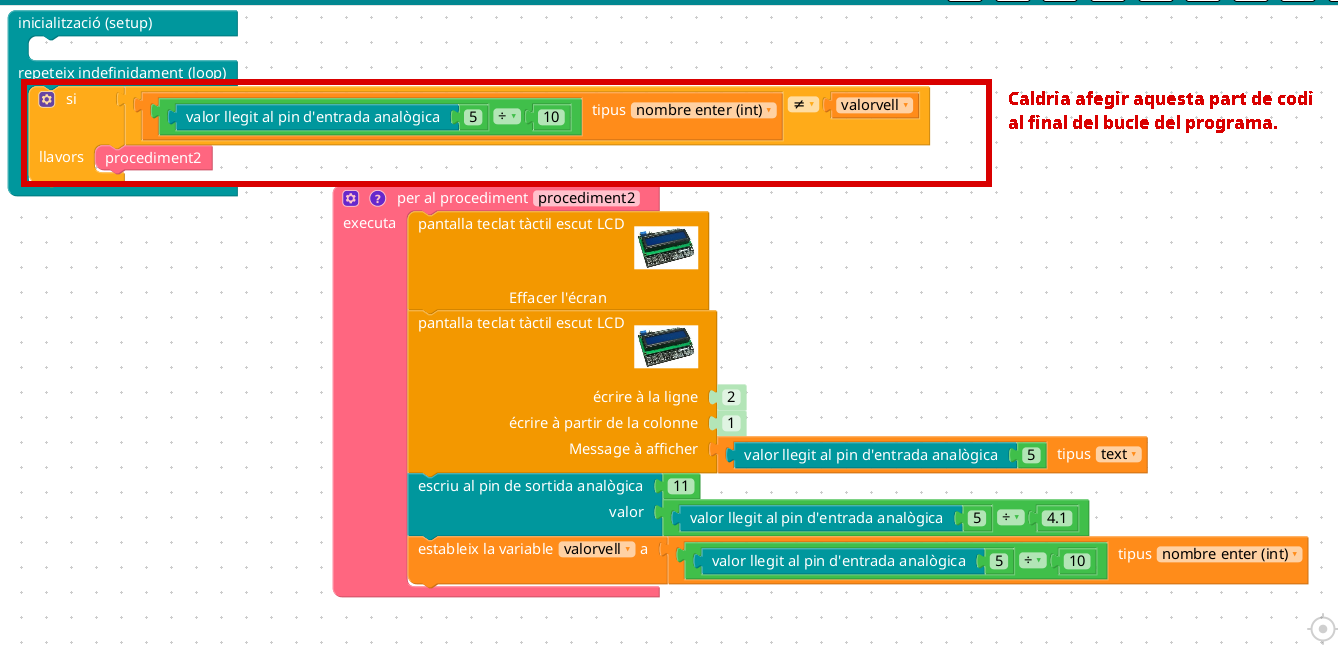 inicialització (setup)
repeteix indefinidament (loop)
si valor llegit al pin d'entrada analògica 5 ÷ 10 tipus nombre enter (int) ≠ valorvell
llavors procediment2
Caldria afegir aquesta part de codi
al final del bucle del programa.
? per al procediment procediment2
executa pantalla teclat tàctil escut LCD
Effacer l'écran
pantalla teclat tàctil escut LCD
écrire à la ligne 2
écrire à partir de la colonne 1
Message à afficher valor llegit al pin d'entrada analògica 5 tipus text
escriu al pin de sortida analògica 11
valor valor llegit al pin d'entrada analògica 5 ÷ 4.1
estableix la variable valorvell a valor llegit al pin d'entrada analògica 5 ÷ 10 tipus nombre enter (int)